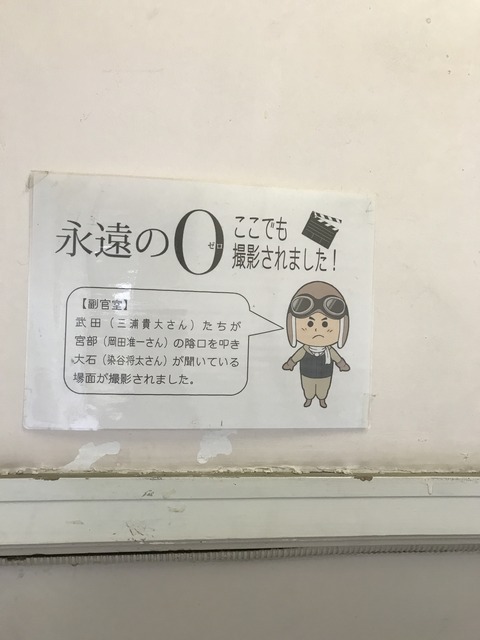 永遠の0 ここでも
ゼロ 撮影されました!
【副官室】
武田(三浦貴大さん)たちが
宮部(岡田准一さん)の陰口を叩き
大石(染谷将太さん)が聞いている
場面が撮影されました。